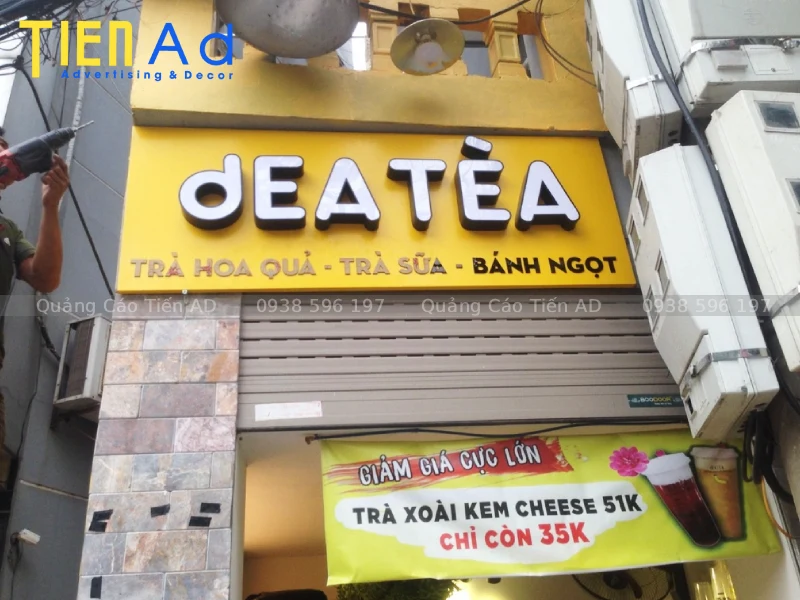 TIEN Ad
Advertising & Decor
dEATÈA
TRÀ HOA QUẢ - TRÀ SỮA - BÁNH NGỌT
Quảng Cáo Tiến AD 0938 596 197 Quảng Cáo Tiến AD 0938 596 197
ECODOOR
GIẢM GIÁ CỰC LỚN
TRÀ XOÀI KEM CHEESE 51K
CHỈ CÒN 35K